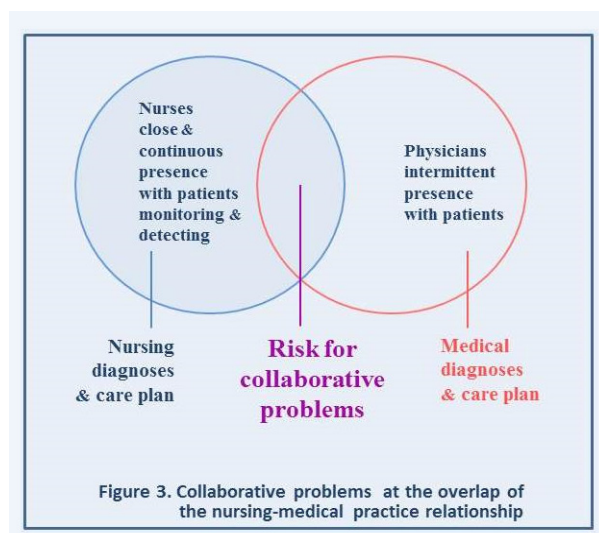 Nurses
close &
continuous
presence
with patients
monitoring &
detecting
Physicians
intermittent
presence
with patients
Nursing
diagnoses
& care plan
Risk for
collaborative
problems
Medical
diagnoses
& care plan
Figure 3. Collaborative problems at the overlap of
the nursing-medical practice relationship